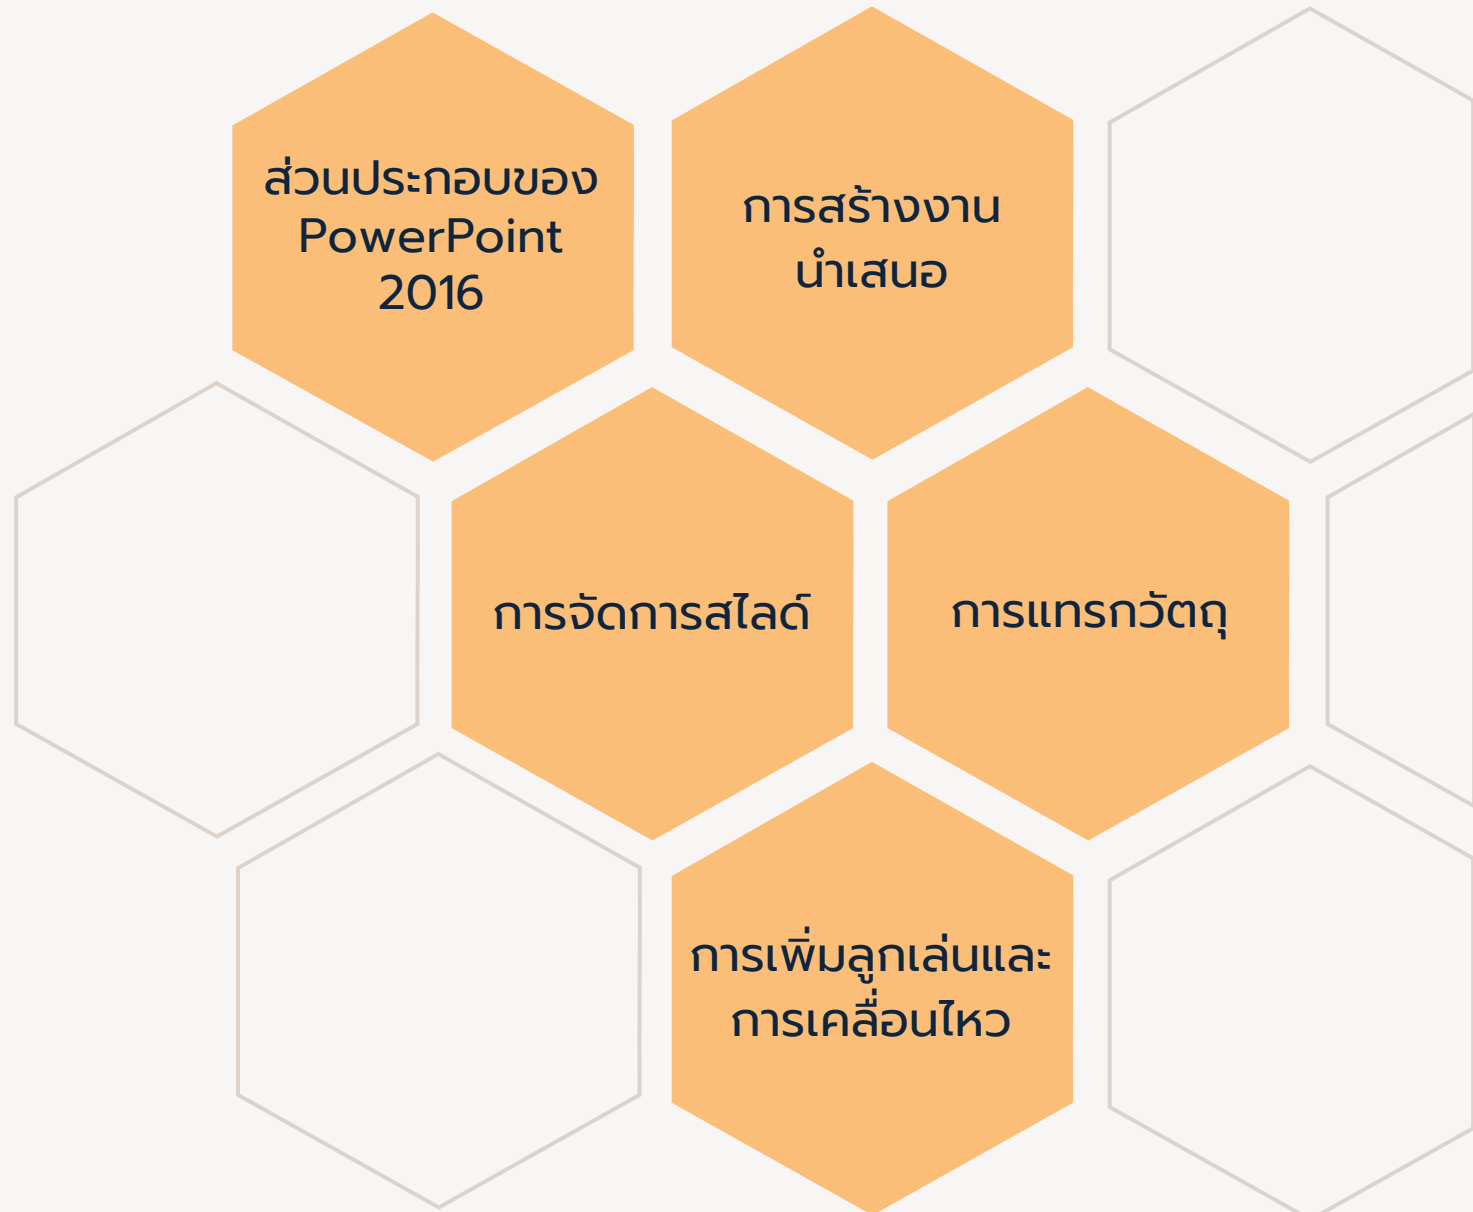 ส่วนประกอบของ
PowerPoint
2016
การสร้างงาน
นำเสนอ
การจัดการสไลด์
การแทรกวัตถุ
การเพิ่มลูกเล่นและ
การเคลื่อนไหว